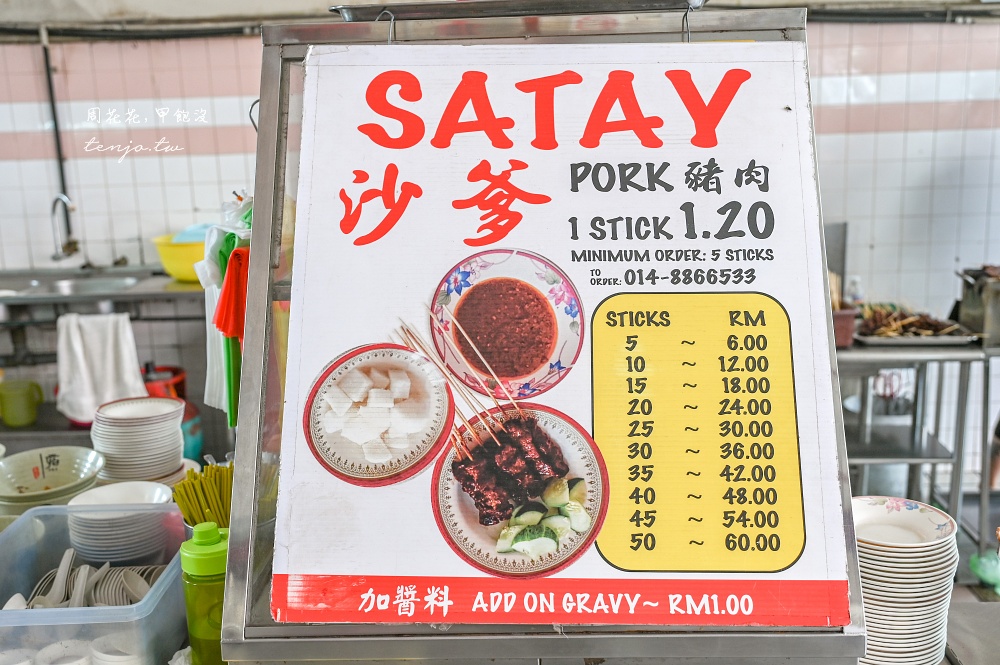 周花花，甲飽沒
tenjo.tw
SATAY
沙爹
PORK 豬肉
1 STICK 1.20
MINIMUM ORDER: 5 STICKS
TO ORDER: 014-8866533
STICKS RM
5 ~ 6.00
10 ~ 12.00
15 ~ 18.00
20 ~ 24.00
25 ~ 30.00
30 ~ 36.00
35 ~ 42.00
40 ~ 48.00
45 ~ 54.00
50 ~ 60.00
加醬料 ADD ON GRAVY~ RM1.00